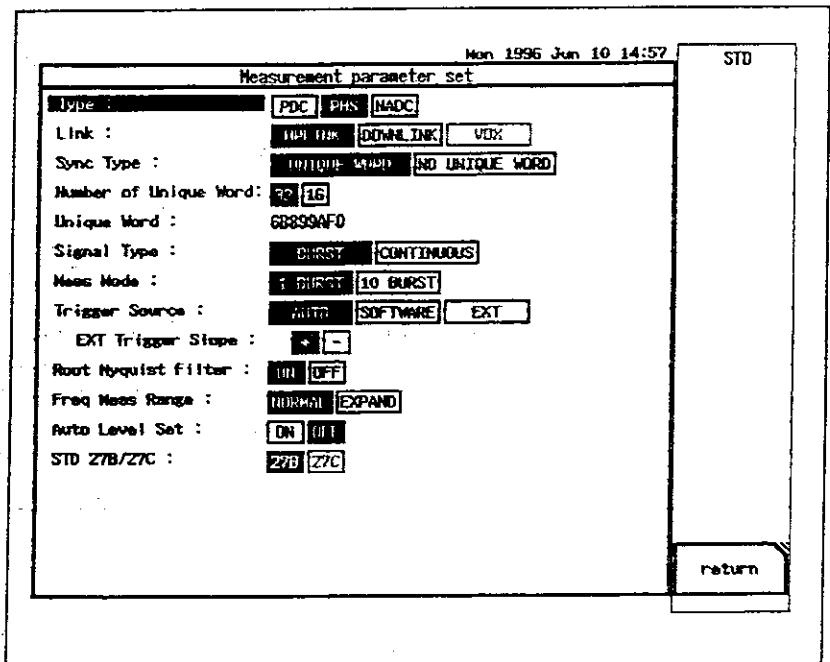 Mon 1996 Jun 10 14:57
STD
Measurement parameter set
Type : PDC PHS NADC
Link : UPLINK DOWNLINK VOX
Sync Type : UNIQUE WORD NO UNIQUE WORD
Number of Unique Word: 32 16
Unique Word : 6B899AF0
Signal Type : BURST CONTINUOUS
Meas Mode : 1 BURST 10 BURST
Trigger Source : AUTO SOFTWARE EXT
EXT Trigger Slope : + -
Root Nyquist filter : ON OFF
Freq Meas Range : NORMAL EXPAND
Auto Level Set : ON OFF
STD 27B/27C : 27B 27C
return